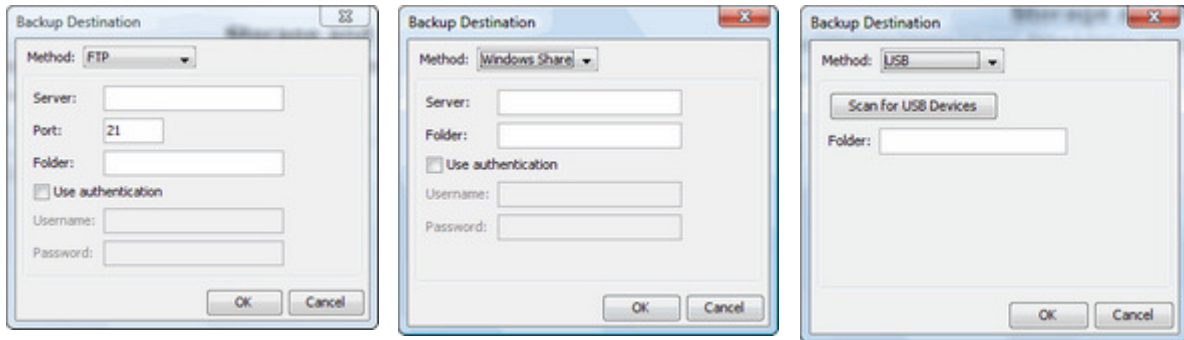 Backup Destination
Method: FTP
Server:
Port: 21
Folder:
Use authentication
Username:
Password:
OK Cancel
Backup Destination
Method: Windows Share
Server:
Folder:
Use authentication
Username:
Password:
OK Cancel
Backup Destination
Method: USB
Scan for USB Devices
Folder:
OK Cancel